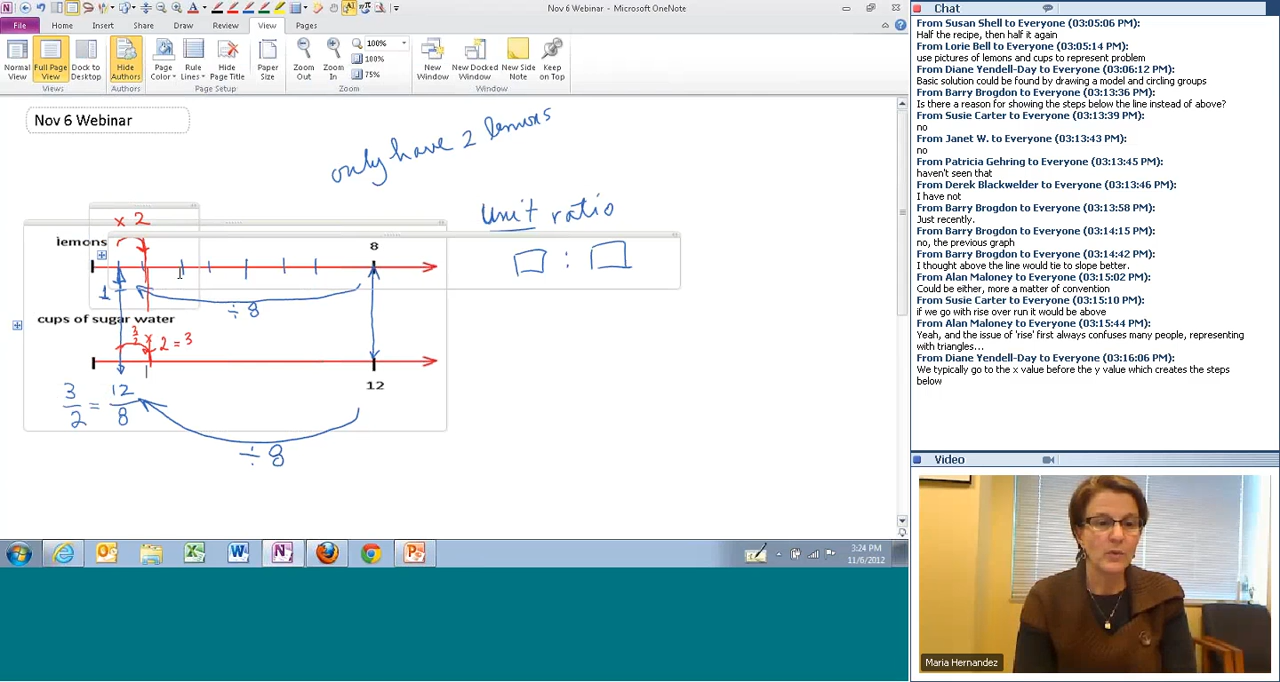 Nov 6 Webinar - Microsoft OneNote
File Home Insert Share Draw Review View Pages
Normal View
Full Page View
Dock to Desktop
Hide Authors
Page Color
Rule Lines
Hide Page Title
Paper Size
Zoom Out
Zoom In
100%
100%
75%
New Window
New Docked Window
New Side Note
Keep on Top
Views Authors Page Setup Zoom Window
Nov 6 Webinar
only have 2 lemons
unit ratio
:
x 2
lemons
8
1
÷ 8
cups of sugar water
3/2 x 2 = 3
12
3/2 = 12/8
÷ 8
3:24 PM
11/6/2012
Chat
From Susan Shell to Everyone (03:05:06 PM):
Half the recipe, then half it again
From Lorie Bell to Everyone (03:05:14 PM):
use pictures of lemons and cups to represent problem
From Diane Yendell-Day to Everyone (03:06:12 PM):
Basic solution could be found by drawing a model and circling groups
From Barry Brogdon to Everyone (03:13:36 PM):
Is there a reason for showing the steps below the line instead of above?
From Susie Carter to Everyone (03:13:39 PM):
no
From Janet W. to Everyone (03:13:43 PM):
no
From Patricia Gehring to Everyone (03:13:45 PM):
haven't seen that
From Derek Blackwelder to Everyone (03:13:46 PM):
I have not
From Barry Brogdon to Everyone (03:13:58 PM):
Just recently.
From Barry Brogdon to Everyone (03:14:15 PM):
no, the previous graph
From Barry Brogdon to Everyone (03:14:42 PM):
I thought above the line would tie to slope better.
From Alan Maloney to Everyone (03:15:02 PM):
Could be either, more a matter of convention
From Susie Carter to Everyone (03:15:10 PM):
if we go with rise over run it would be above
From Alan Maloney to Everyone (03:15:44 PM):
Yeah, and the issue of 'rise' first always confuses many people, representing
with triangles...
From Diane Yendell-Day to Everyone (03:16:06 PM):
We typically go to the x value before the y value which creates the steps
below
Video
Maria Hernandez